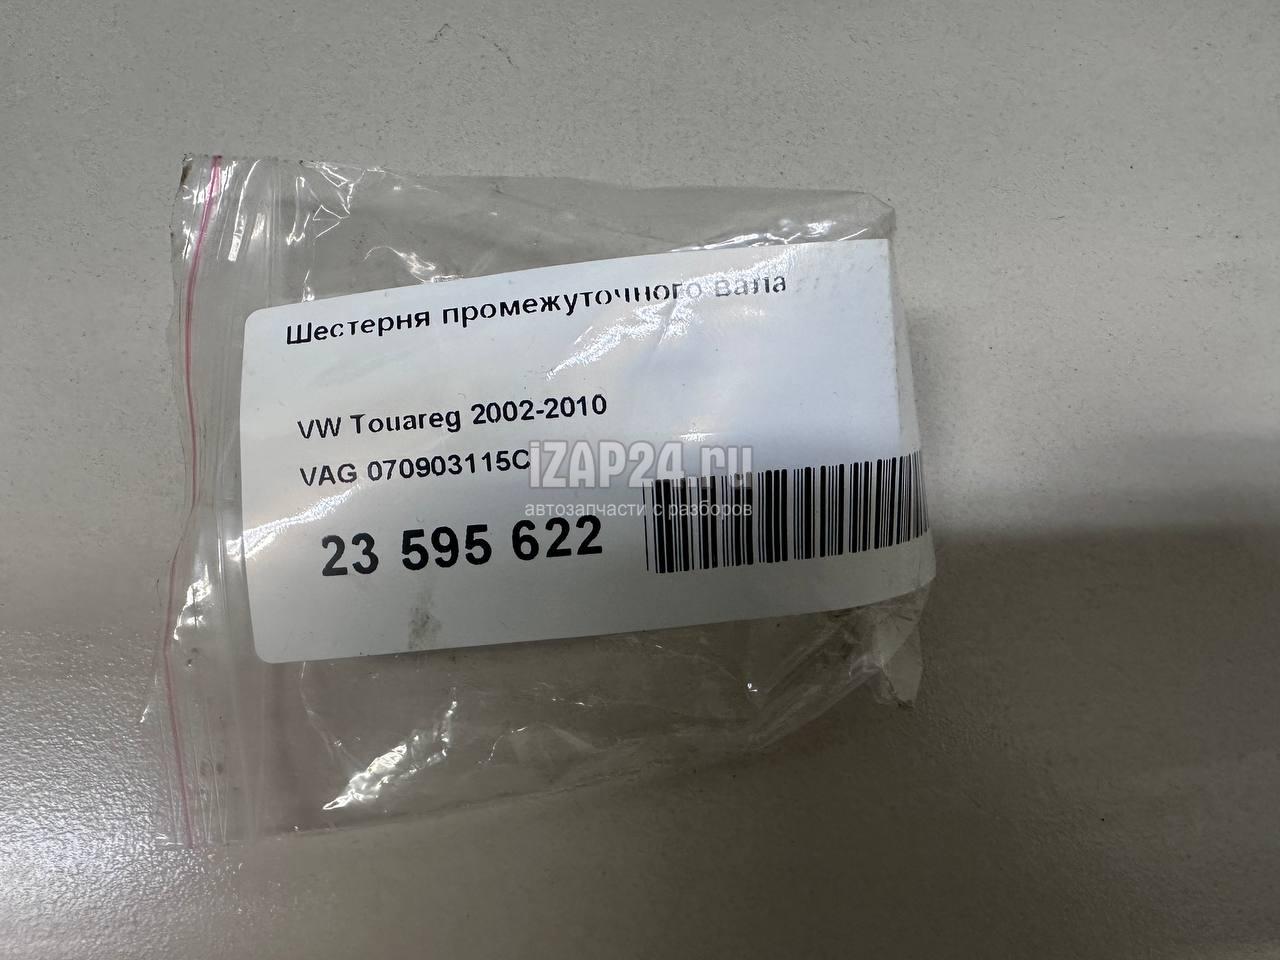 Шестерня промежуточного вала
VW Touareg 2002-2010
VAG 070903115C
iZAP24.ru
автозапчасти с разборов
23 595 622